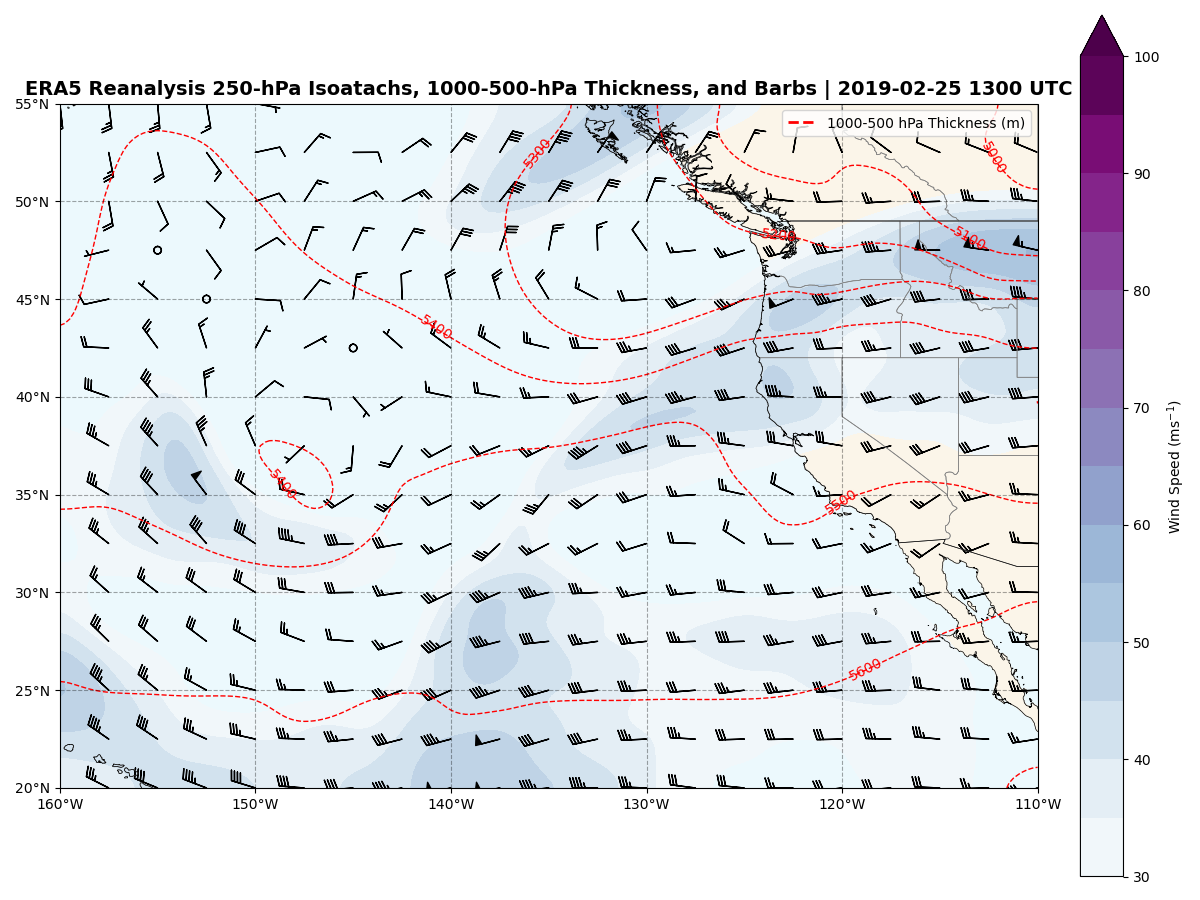 ERA5 Reanalysis 250-hPa Isoatachs, 1000-500-hPa Thickness, and Barbs | 2019-02-25 1300 UTC
1000-500 hPa Thickness (m)
55°N
50°N
45°N
40°N
35°N
30°N
25°N
20°N
160°W
150°W
140°W
130°W
120°W
110°W
5300
5000
5200
5100
5400
5400
5500
5600
100
90
80
70
60
50
40
30
Wind Speed (ms⁻¹)